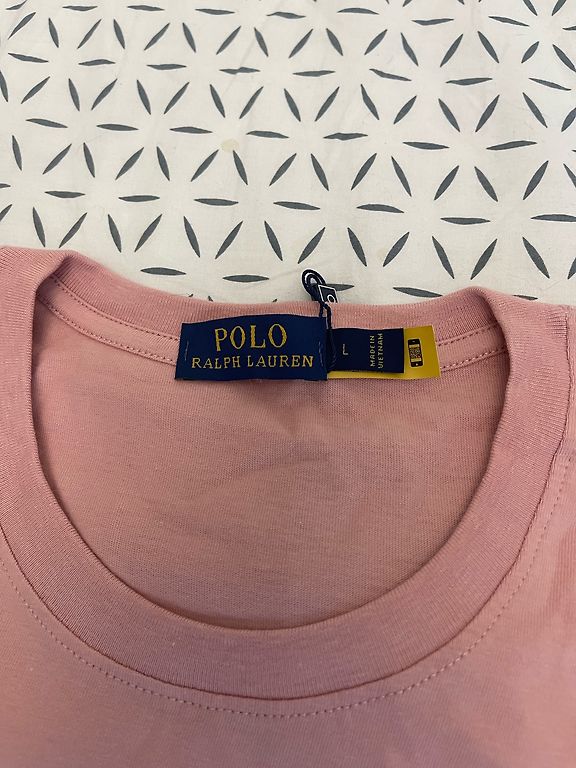 POLO
RALPH LAUREN
L
MADE IN
VIETNAM